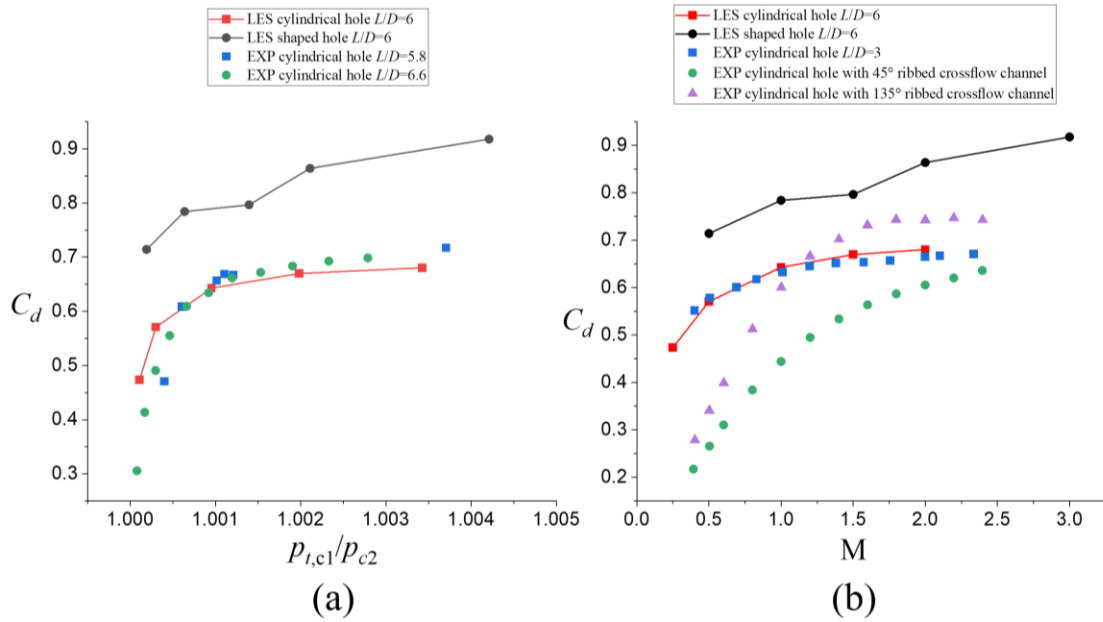 LES cylindrical hole L/D=6
LES shaped hole L/D=6
EXP cylindrical hole L/D=5.8
EXP cylindrical hole L/D=6.6
0.9
0.8
0.7
0.6
0.5
0.4
0.3
C_d
1.000
1.001
1.002
1.003
1.004
1.005
p_{t,c1}/p_{c2}
(a)
LES cylindrical hole L/D=6
LES shaped hole L/D=6
EXP cylindrical hole L/D=3
EXP cylindrical hole with 45° ribbed crossflow channel
EXP cylindrical hole with 135° ribbed crossflow channel
0.9
0.8
0.7
0.6
0.5
0.4
0.3
0.2
C_d
0.0
0.5
1.0
1.5
2.0
2.5
3.0
M
(b)